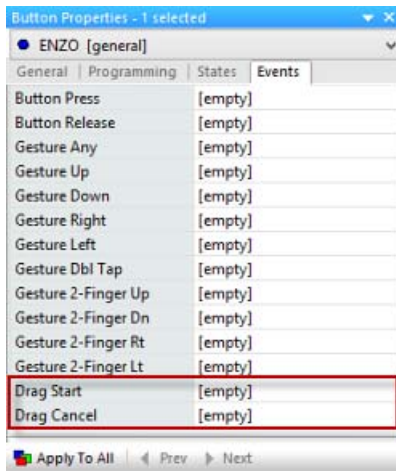 Button Properties - 1 selected
ENZO [general]
General | Programming | States | Events
Button Press [empty]
Button Release [empty]
Gesture Any [empty]
Gesture Up [empty]
Gesture Down [empty]
Gesture Right [empty]
Gesture Left [empty]
Gesture Dbl Tap [empty]
Gesture 2-Finger Up [empty]
Gesture 2-Finger Dn [empty]
Gesture 2-Finger Rt [empty]
Gesture 2-Finger Lt [empty]
Drag Start [empty]
Drag Cancel [empty]
Apply To All Prev Next